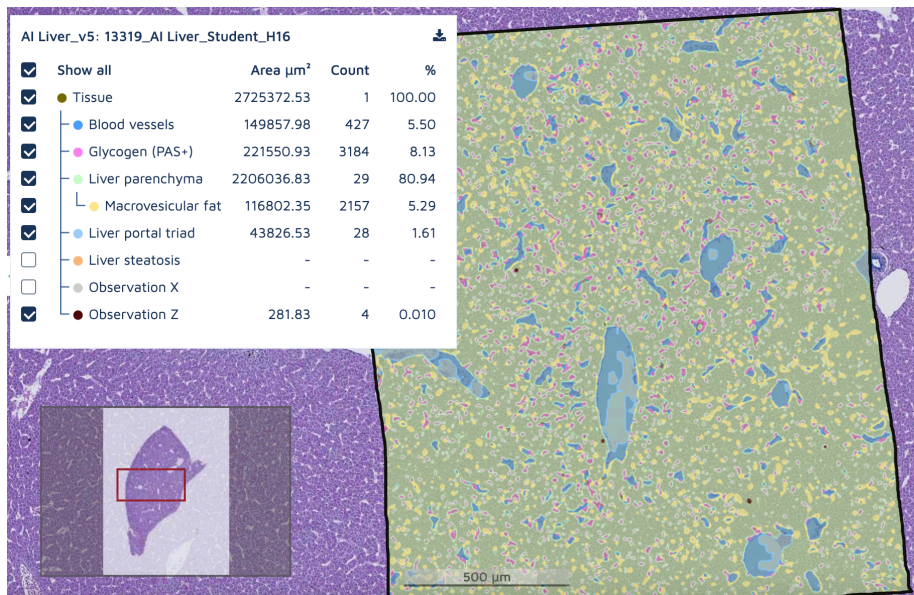 AI Liver_v5: 13319_AI Liver_Student_H16
Show all Area µm² Count %
Tissue 2725372.53 1 100.00
Blood vessels 149857.98 427 5.50
Glycogen (PAS+) 221550.93 3184 8.13
Liver parenchyma 2206036.83 29 80.94
Macrovesicular fat 116802.35 2157 5.29
Liver portal triad 43826.53 28 1.61
Liver steatosis - - -
Observation X - - -
Observation Z 281.83 4 0.010
500 µm